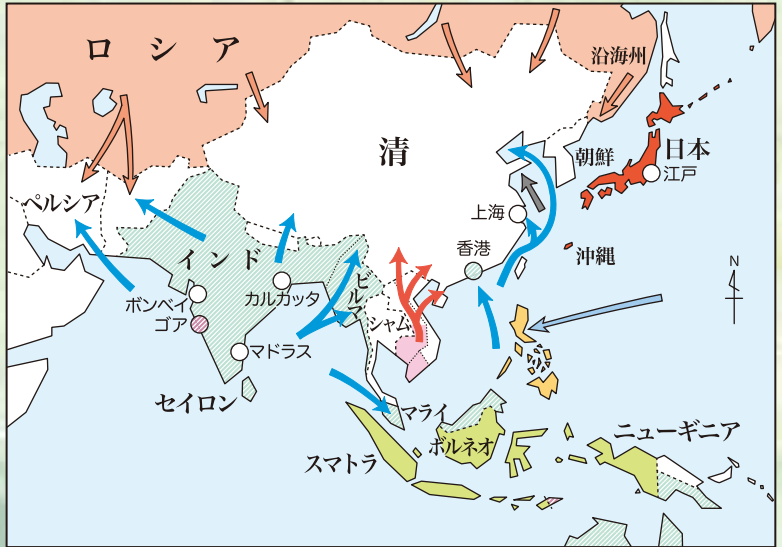 ロシア
沿海州
清
朝鮮
日本
江戸
ペルシア
上海
インド
香港
沖縄
ビルマ
ボンベイ
カルカッタ
ゴア
シャム
マドラス
セイロン
マライ
ボルネオ
ニューギニア
スマトラ
N